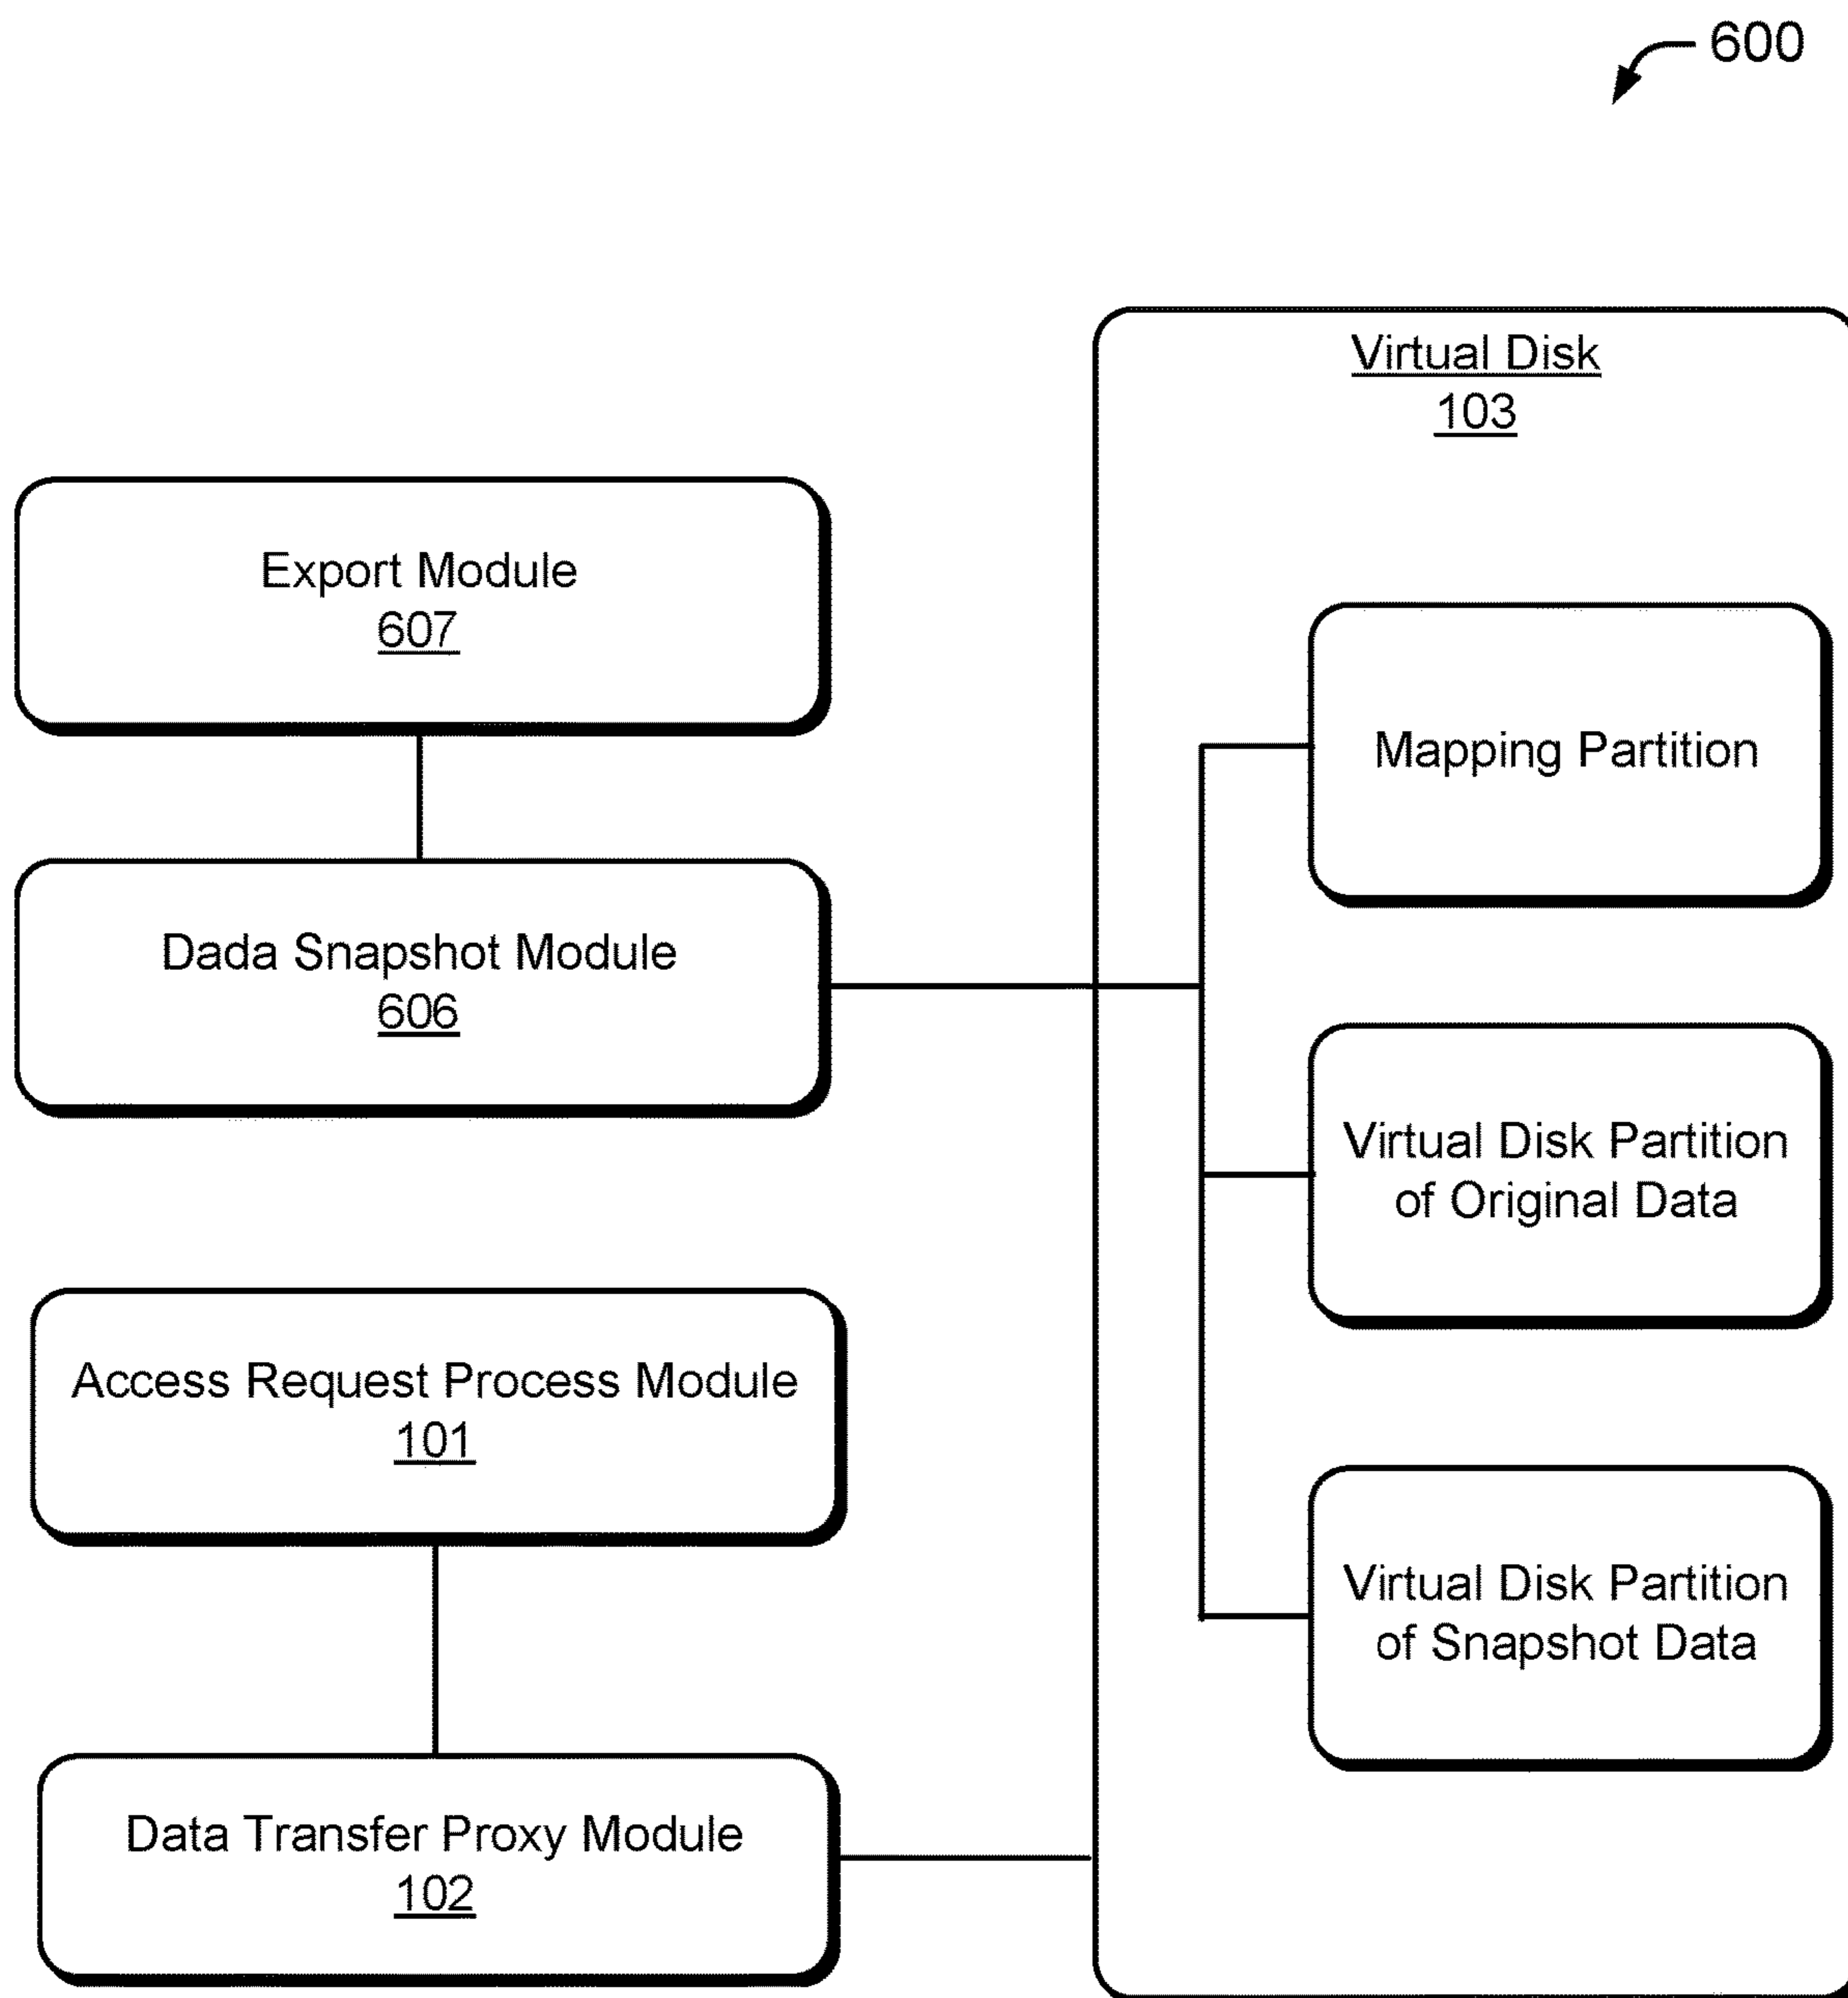 600
Virtual Disk
103
Export Module
607
Mapping Partition
Dada Snapshot Module
606
Virtual Disk Partition
of Original Data
Access Request Process Module
101
Virtual Disk Partition
of Snapshot Data
Data Transfer Proxy Module
102